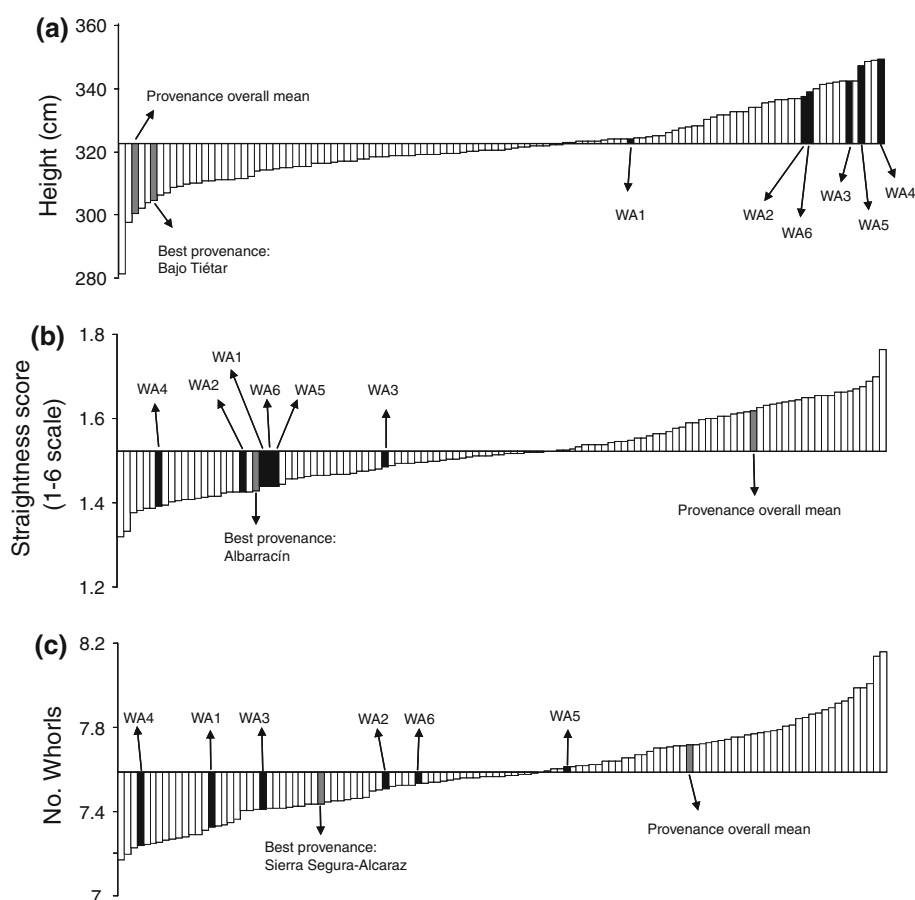 (a)
Height (cm)
360
340
320
300
280
Provenance overall mean
Best provenance:
Bajo Tiétar
WA1
WA2
WA6
WA3
WA5
WA4
(b)
Straightness score
(1-6 scale)
1.8
1.6
1.4
1.2
WA4
WA2
WA1
WA6
WA5
WA3
Best provenance:
Albarracín
Provenance overall mean
(c)
No. Whorls
8.2
7.8
7.4
7
WA4
WA1
WA3
WA2
WA6
WA5
Best provenance:
Sierra Segura-Alcaraz
Provenance overall mean